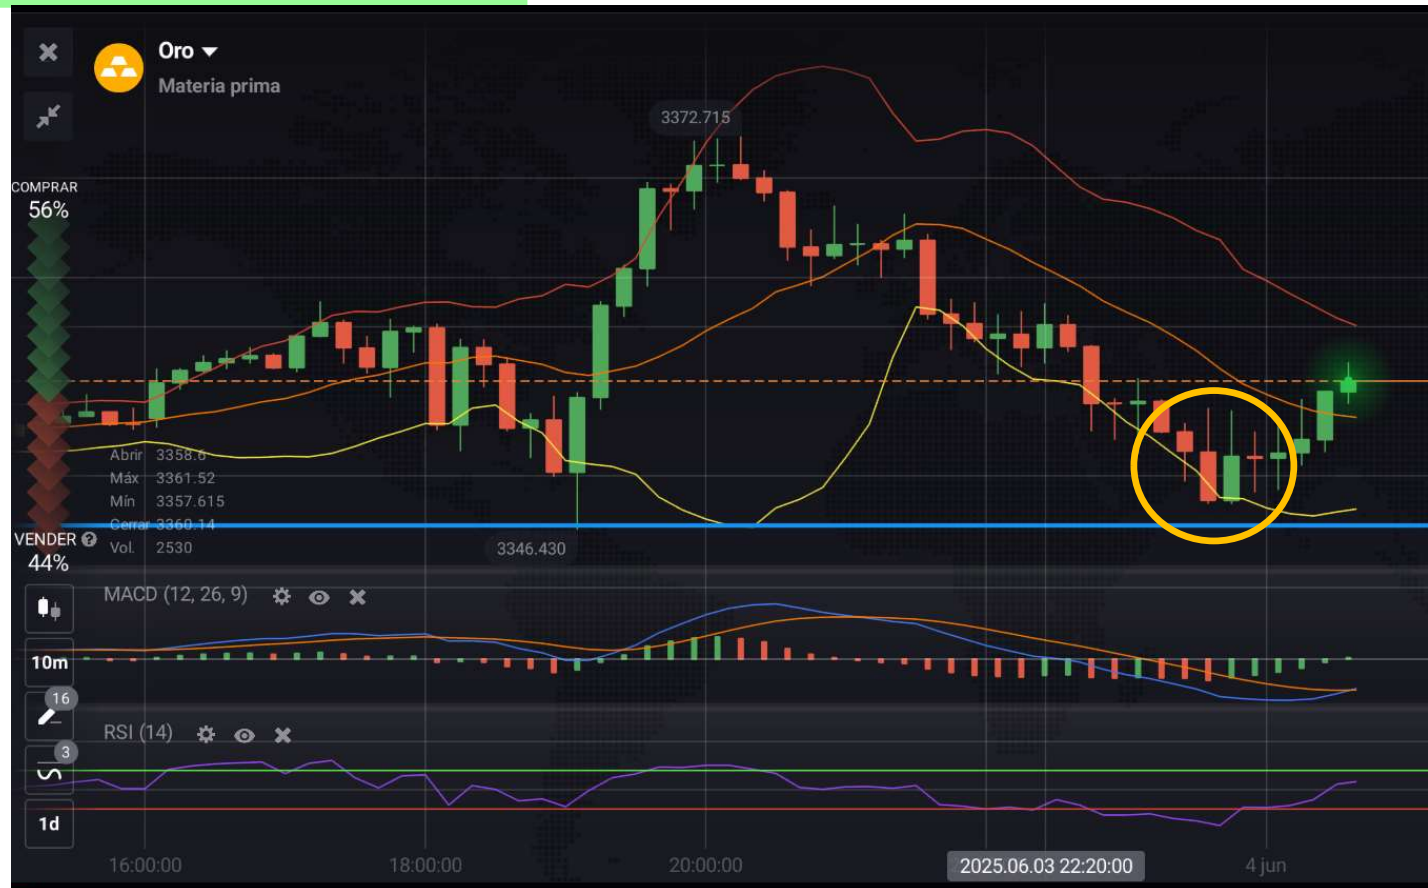 Oro
Materia prima
3372.715
COMPRAR
56%
Abrir 3358.6
Máx 3361.52
Mín 3357.615
Cerrar 3360.14
VENDER ?
Vol. 2530
3346.430
44%
MACD (12, 26, 9)
10m
16
RSI (14)
3
1d
16:00:00
18:00:00
20:00:00
2025.06.03 22:20:00
4 jun